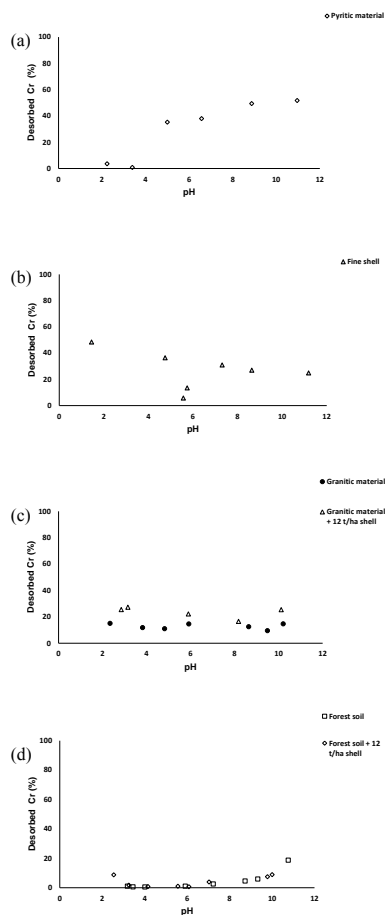 Pyritic material
(a)
100
80
60
40
20
0
Desorbed Cr (%)
0 2 4 6 8 10 12
pH
Fine shell
(b)
100
80
60
40
20
0
Desorbed Cr (%)
0 2 4 6 8 10 12
pH
Granitic material
Granitic material
+ 12 t/ha shell
(c)
100
80
60
40
20
0
Desorbed Cr (%)
0 2 4 6 8 10 12
pH
Forest soil
Forest soil + 12
t/ha shell
(d)
100
80
60
40
20
0
Desorbed Cr (%)
0 2 4 6 8 10 12
pH